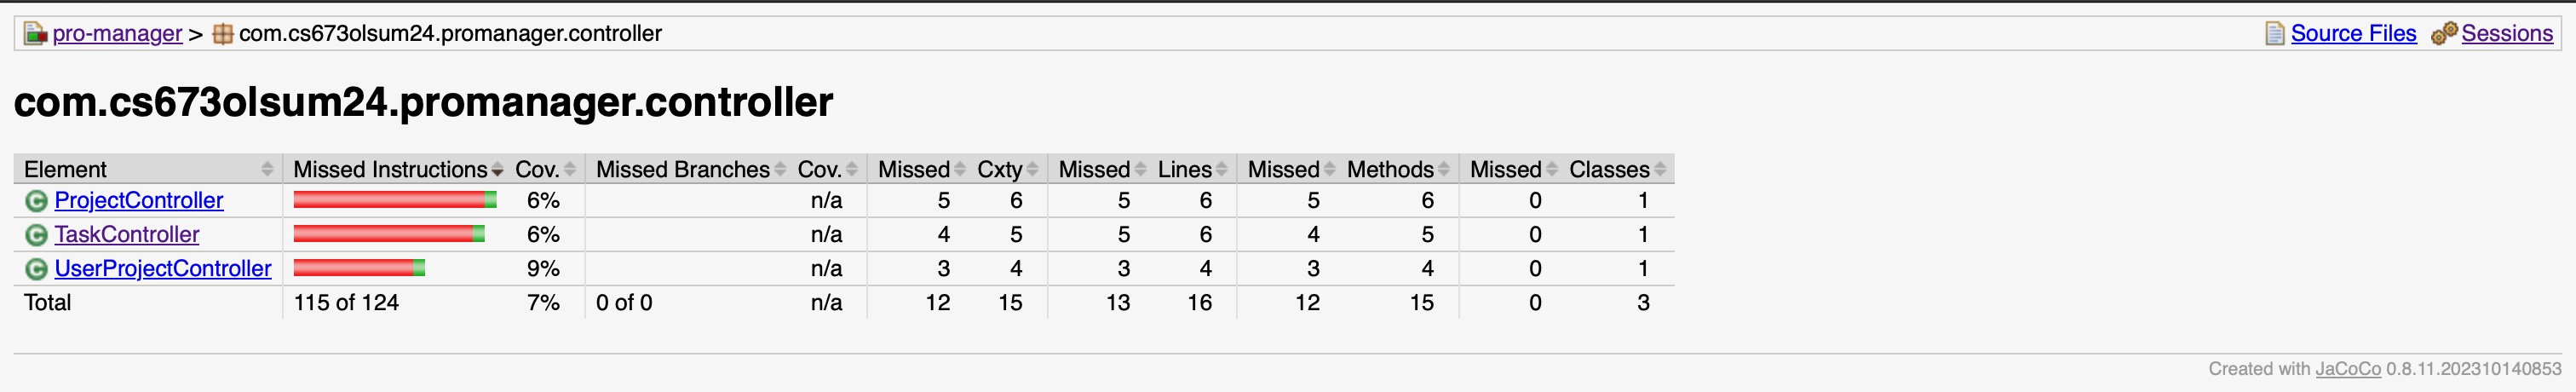 pro-manager > com.cs673olsum24.promanager.controller Source Files Sessions
com.cs673olsum24.promanager.controller
Element Missed Instructions Cov. Missed Branches Cov. Missed Cxty Missed Lines Missed Methods Missed Classes
C ProjectController 6% n/a 5 6 5 6 5 6 0 1
C TaskController 6% n/a 4 5 5 6 4 5 0 1
C UserProjectController 9% n/a 3 4 3 4 3 4 0 1
Total 115 of 124 7% 0 of 0 n/a 12 15 13 16 12 15 0 3
Created with JaCoCo 0.8.11.202310140853